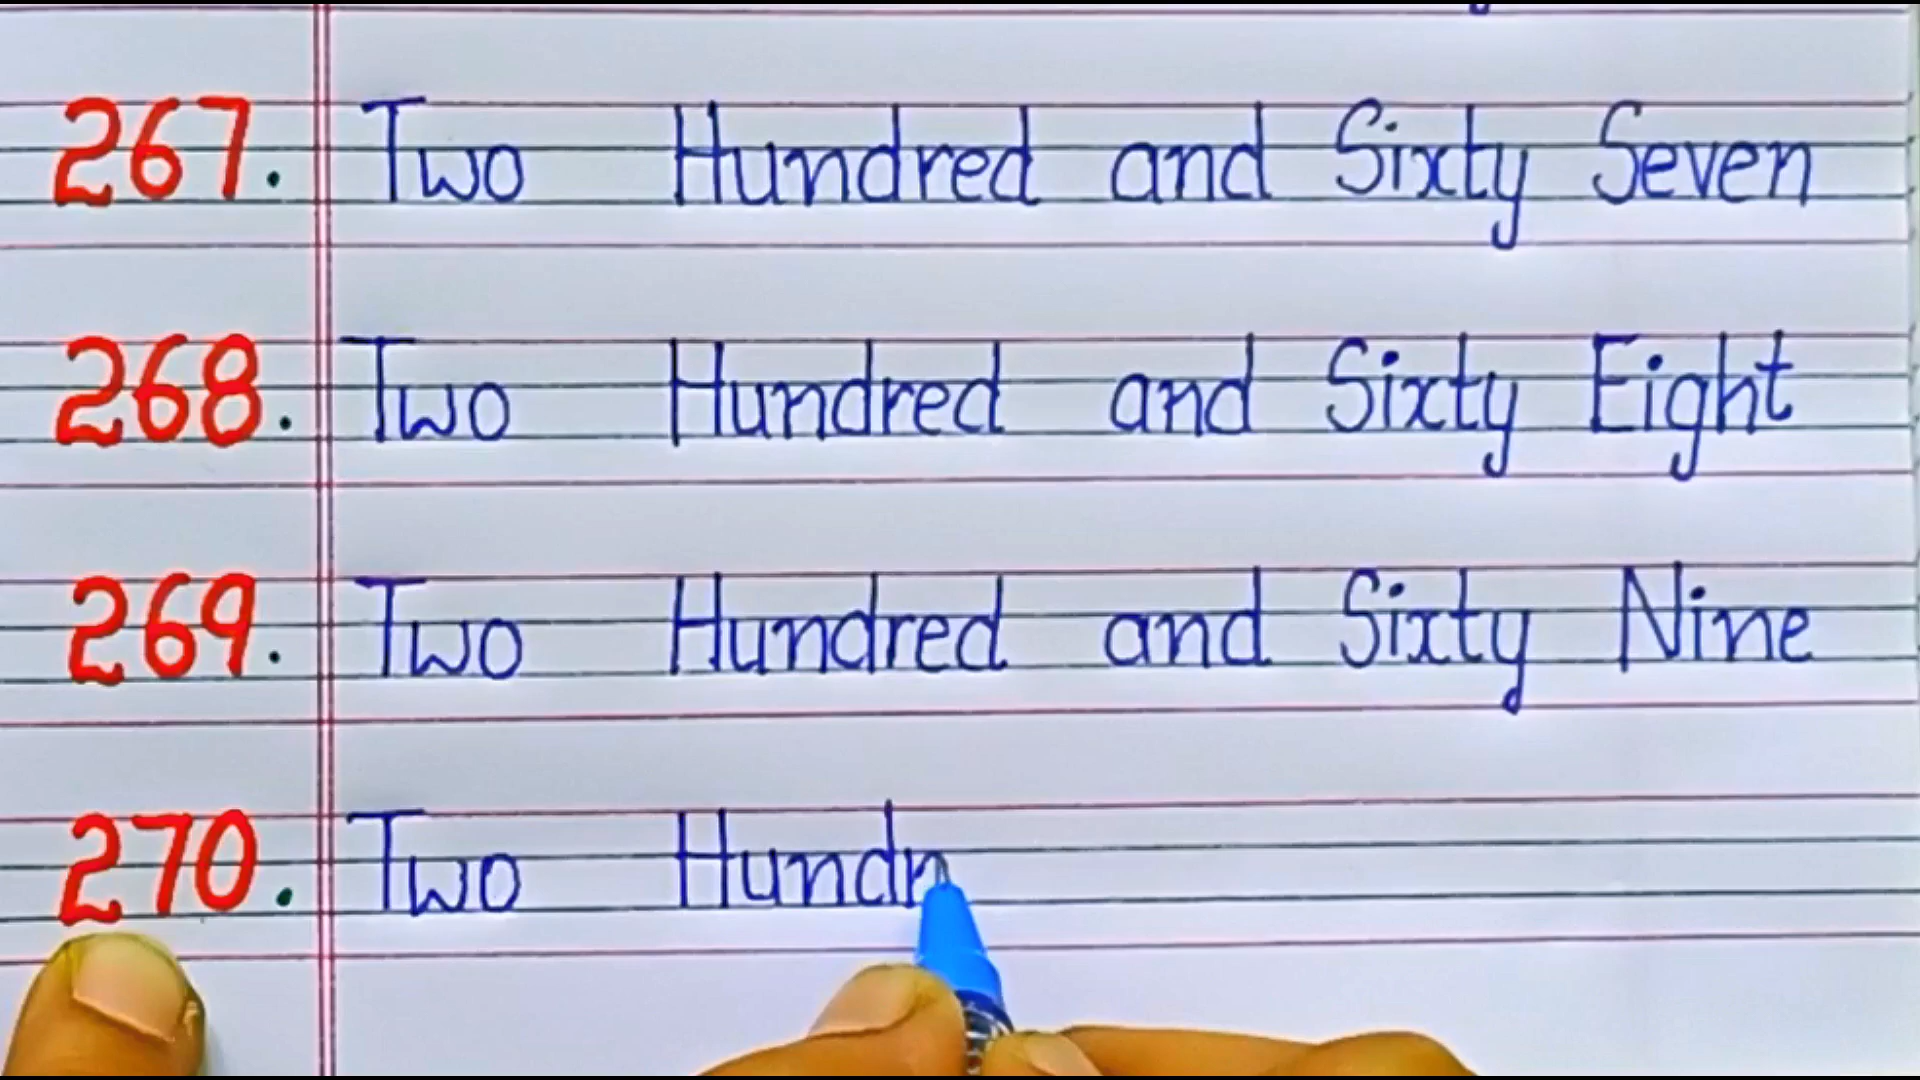 267. Two Hundred and Sixty Seven
268. Two Hundred and Sixty Eight
269. Two Hundred and Sixty Nine
270. Two Hundr